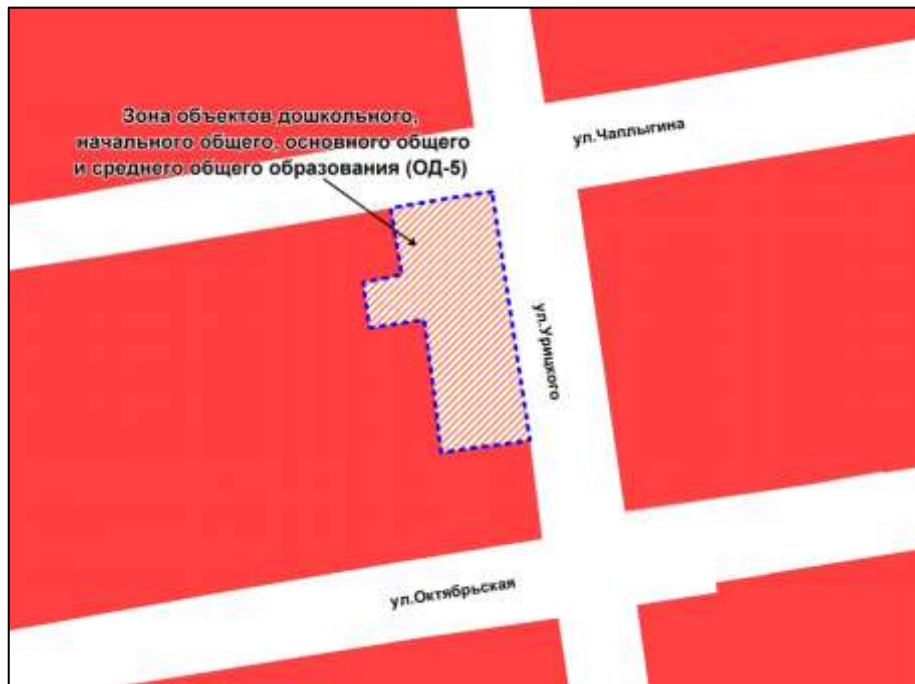 Зона объектов дошкольного,
начального общего, основного общего
и среднего общего образования (ОД-5)
ул.Чаплыгина
ул.Урицкого
ул.Октябрьская